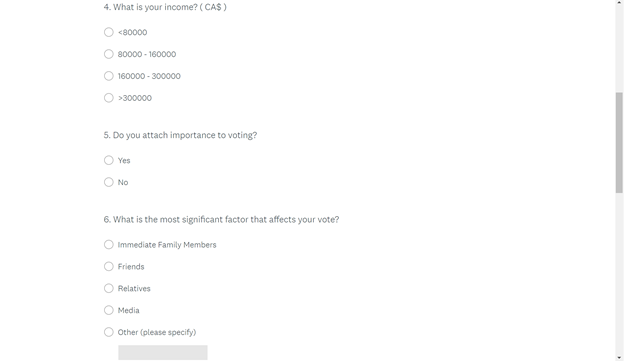 4. What is your income? ( CA$ )
<80000
80000 - 160000
160000 - 300000
>300000
5. Do you attach importance to voting?
Yes
No
6. What is the most significant factor that affects your vote?
Immediate Family Members
Friends
Relatives
Media
Other (please specify)